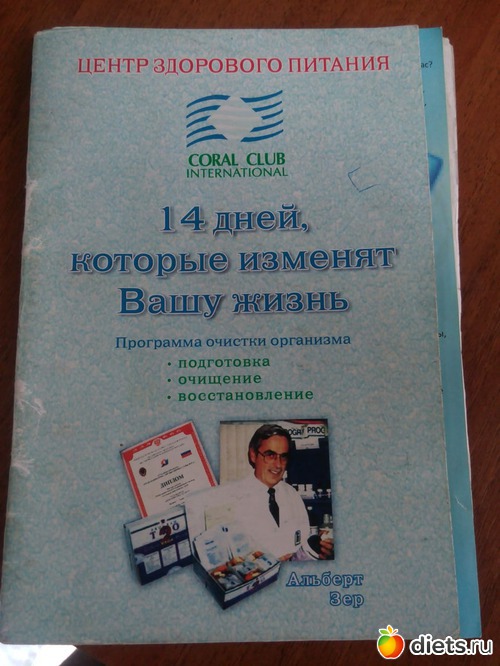 ЦЕНТР ЗДОРОВОГО ПИТАНИЯ
CORAL CLUB
INTERNATIONAL
14 дней,
которые изменят
Вашу жизнь
Программа очистки организма
· подготовка
· очищение
· восстановление
ДИПЛОМ
Альберт
Зер
diets.ru